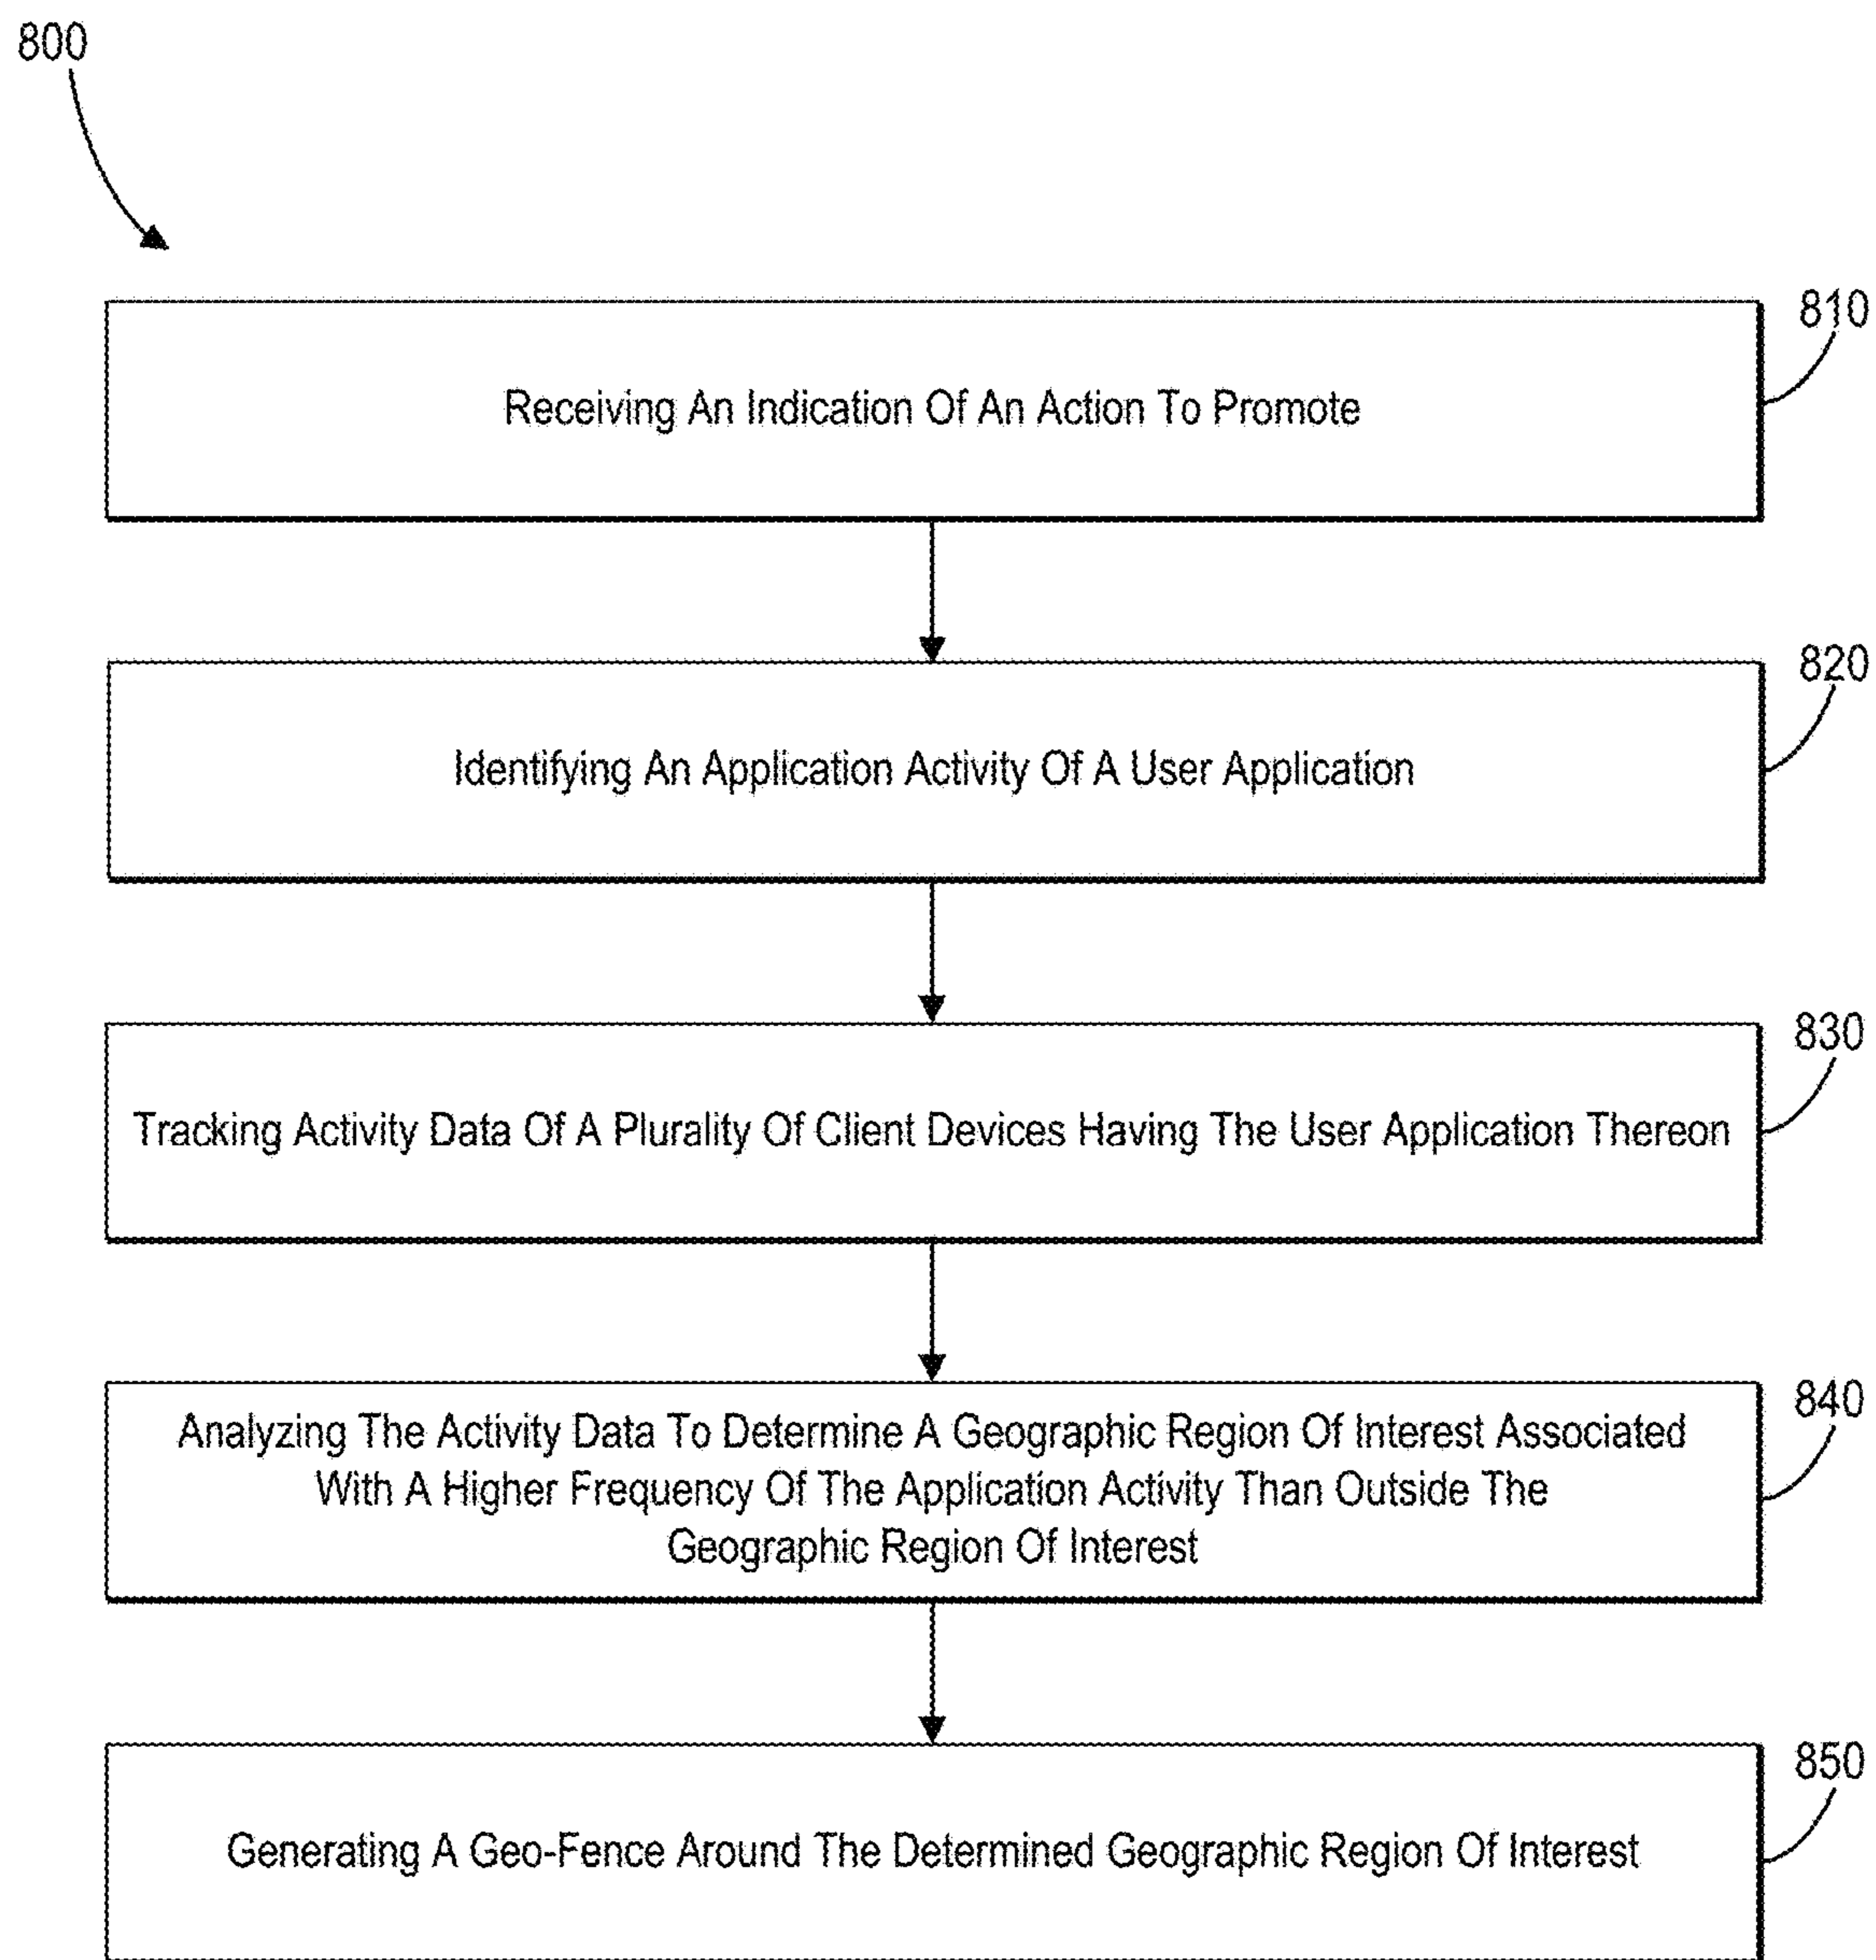 800
810
Receiving An Indication Of An Action To Promote
820
Identifying An Application Activity Of A User Application
830
Tracking Activity Data Of A Plurality Of Client Devices Having The User Application Thereon
840
Analyzing The Activity Data To Determine A Geographic Region Of Interest Associated
With A Higher Frequency Of The Application Activity Than Outside The
Geographic Region Of Interest
850
Generating A Geo-Fence Around The Determined Geographic Region Of Interest